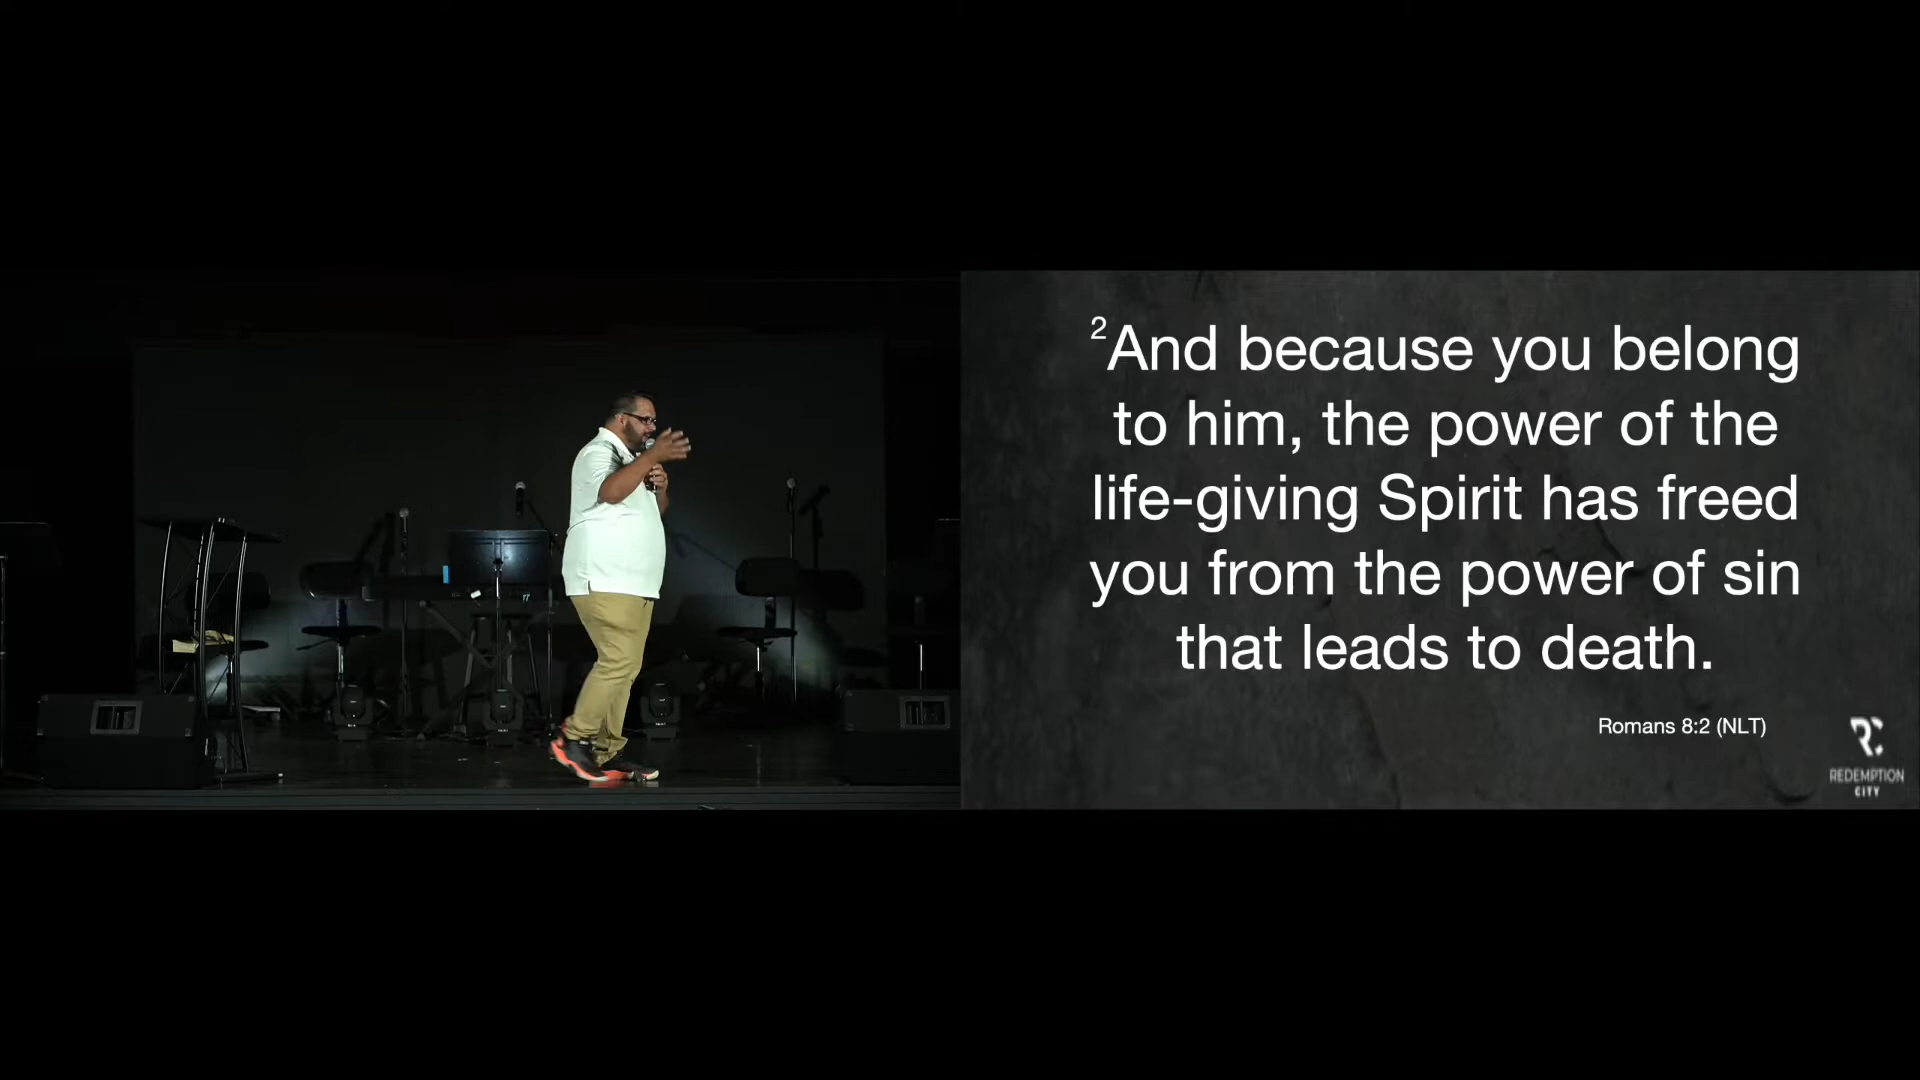 ²And because you belong
to him, the power of the
life-giving Spirit has freed
you from the power of sin
that leads to death.
Romans 8:2 (NLT)
RC
REDEMPTION
CITY